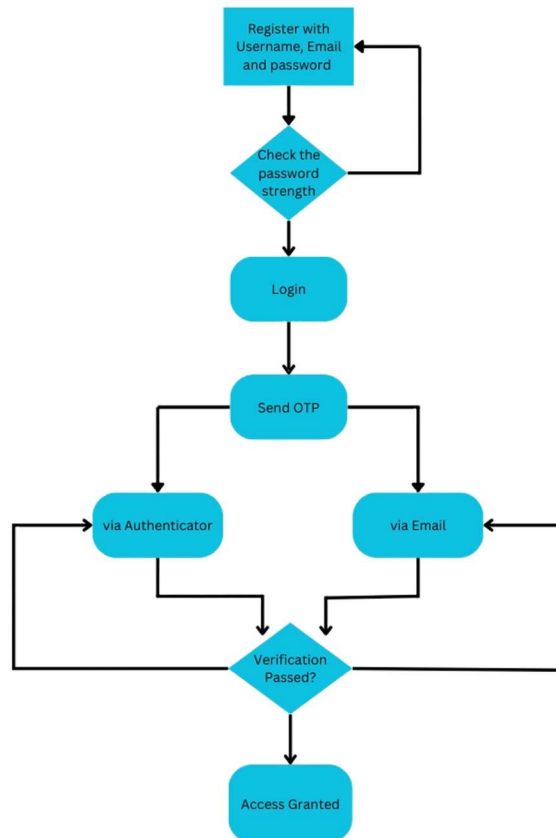 Register with
Username, Email
and password
Check the
password
strength
Login
Send OTP
via Authenticator
via Email
Verification
Passed?
Access Granted